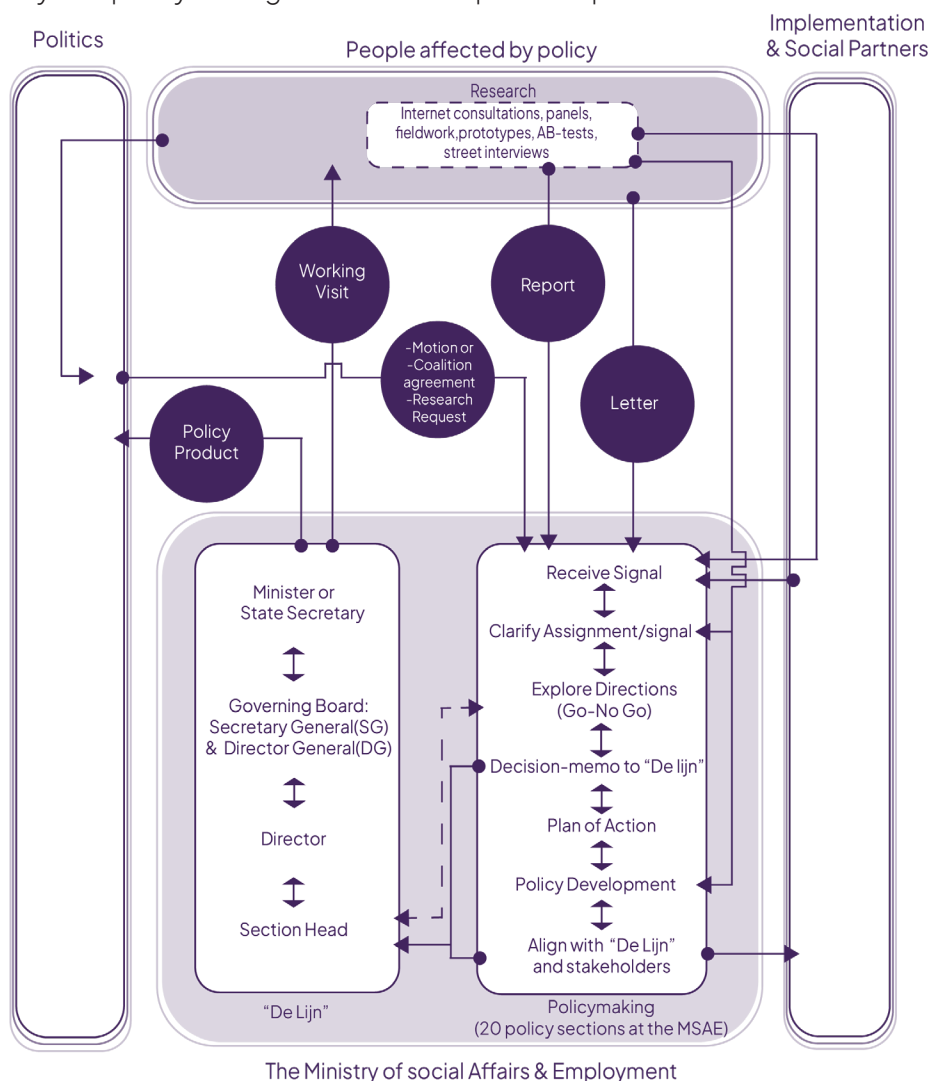 Politics
People affected by policy
Implementation
& Social Partners
Research
Internet consultations, panels,
fieldwork,prototypes, AB-tests,
street interviews
Working
Visit
Report
-Motion or
-Coalition
agreement
-Research
Request
Letter
Policy
Product
Minister or
State Secretary
Governing Board:
Secretary General(SG)
& Director General(DG)
Director
Section Head
"De Lijn"
Receive Signal
Clarify Assignment/signal
Explore Directions
(Go-No Go)
Decision-memo to "De lijn"
Plan of Action
Policy Development
Align with "De Lijn"
and stakeholders
Policymaking
(20 policy sections at the MSAE)
The Ministry of social Affairs & Employment